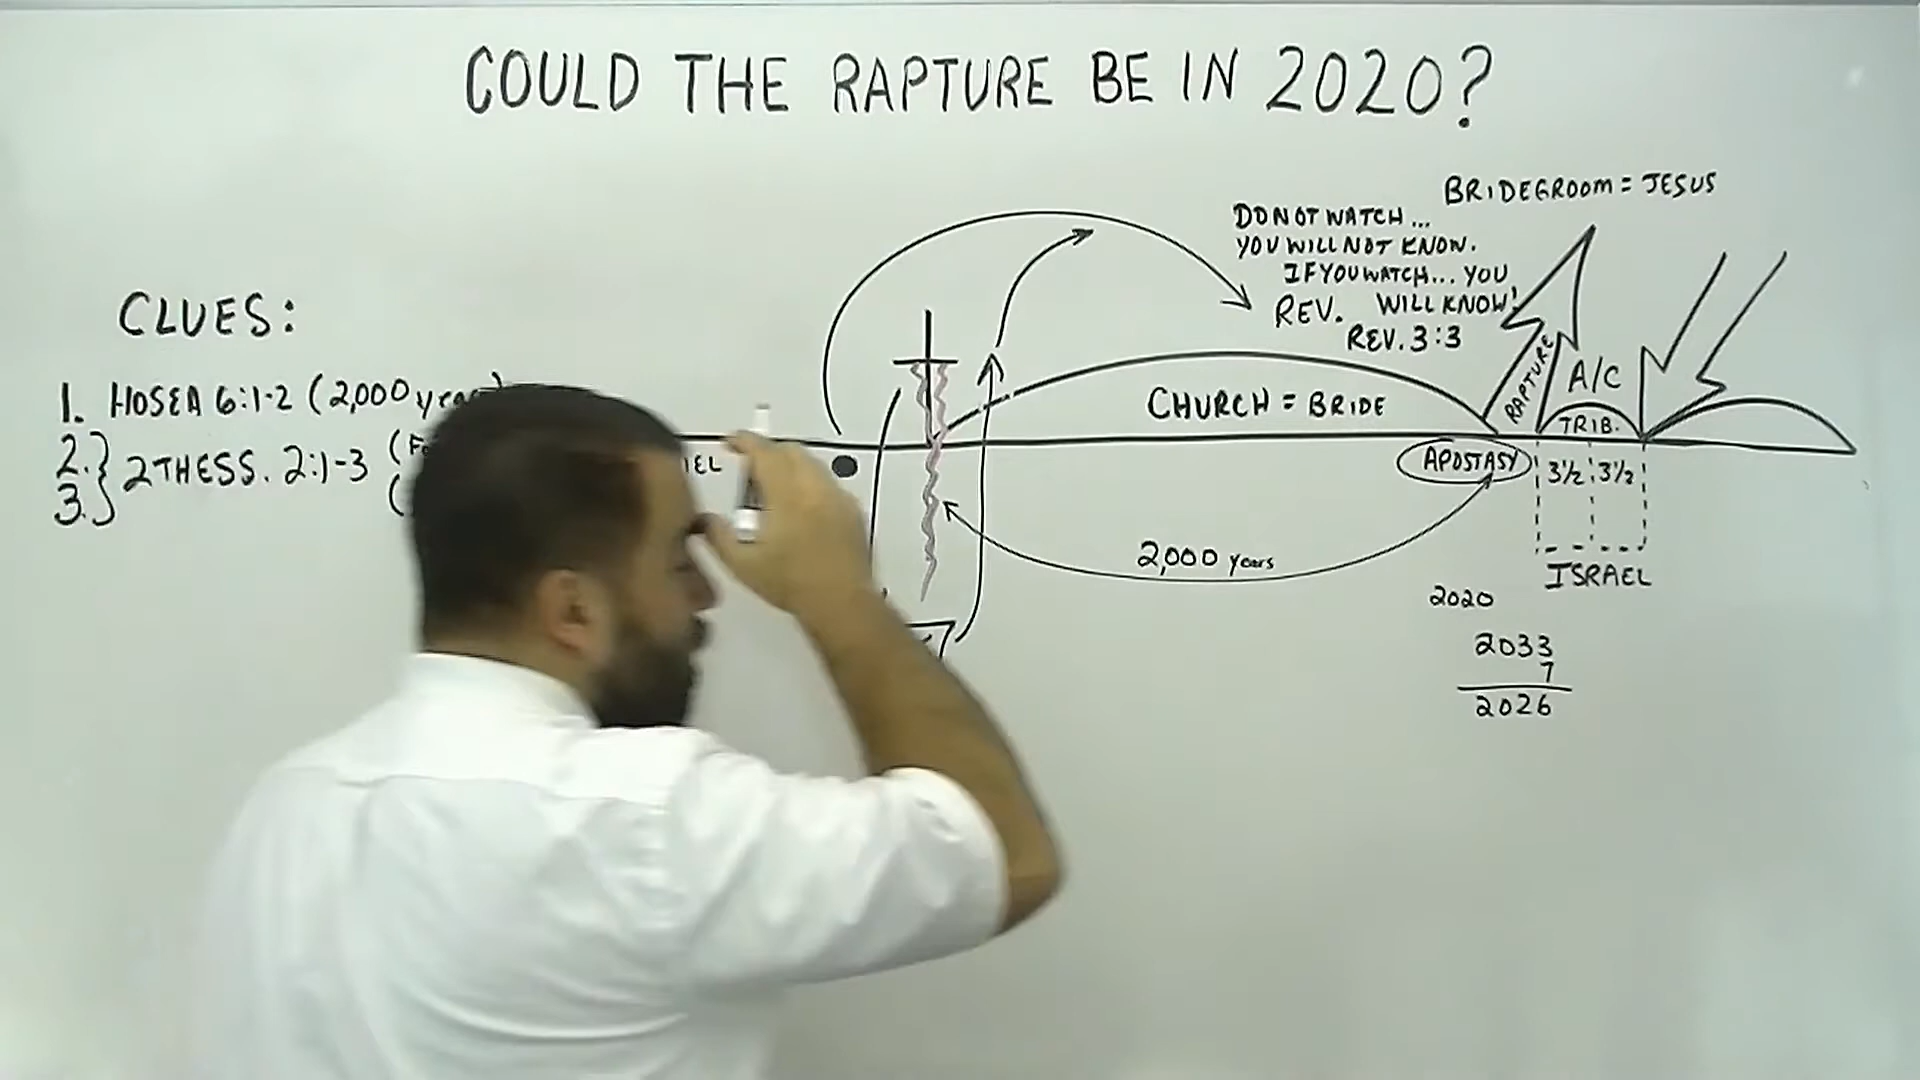 COULD THE RAPTURE BE IN 2020?
BRIDEGROOM = JESUS
DO NOT WATCH...
YOU WILL NOT KNOW.
IF YOU WATCH... YOU
REV. WILL KNOW!
REV. 3:3
CLUES:
1. HOSEA 6:1-2 (2,000
2.} 2 THESS. 2:1-3 (
3.} (
CHURCH = BRIDE
RAPTURE
A/C
TRIB.
APOSTASY
3½ 3½
2,000 years
ISRAEL
2020
2033
7
2026